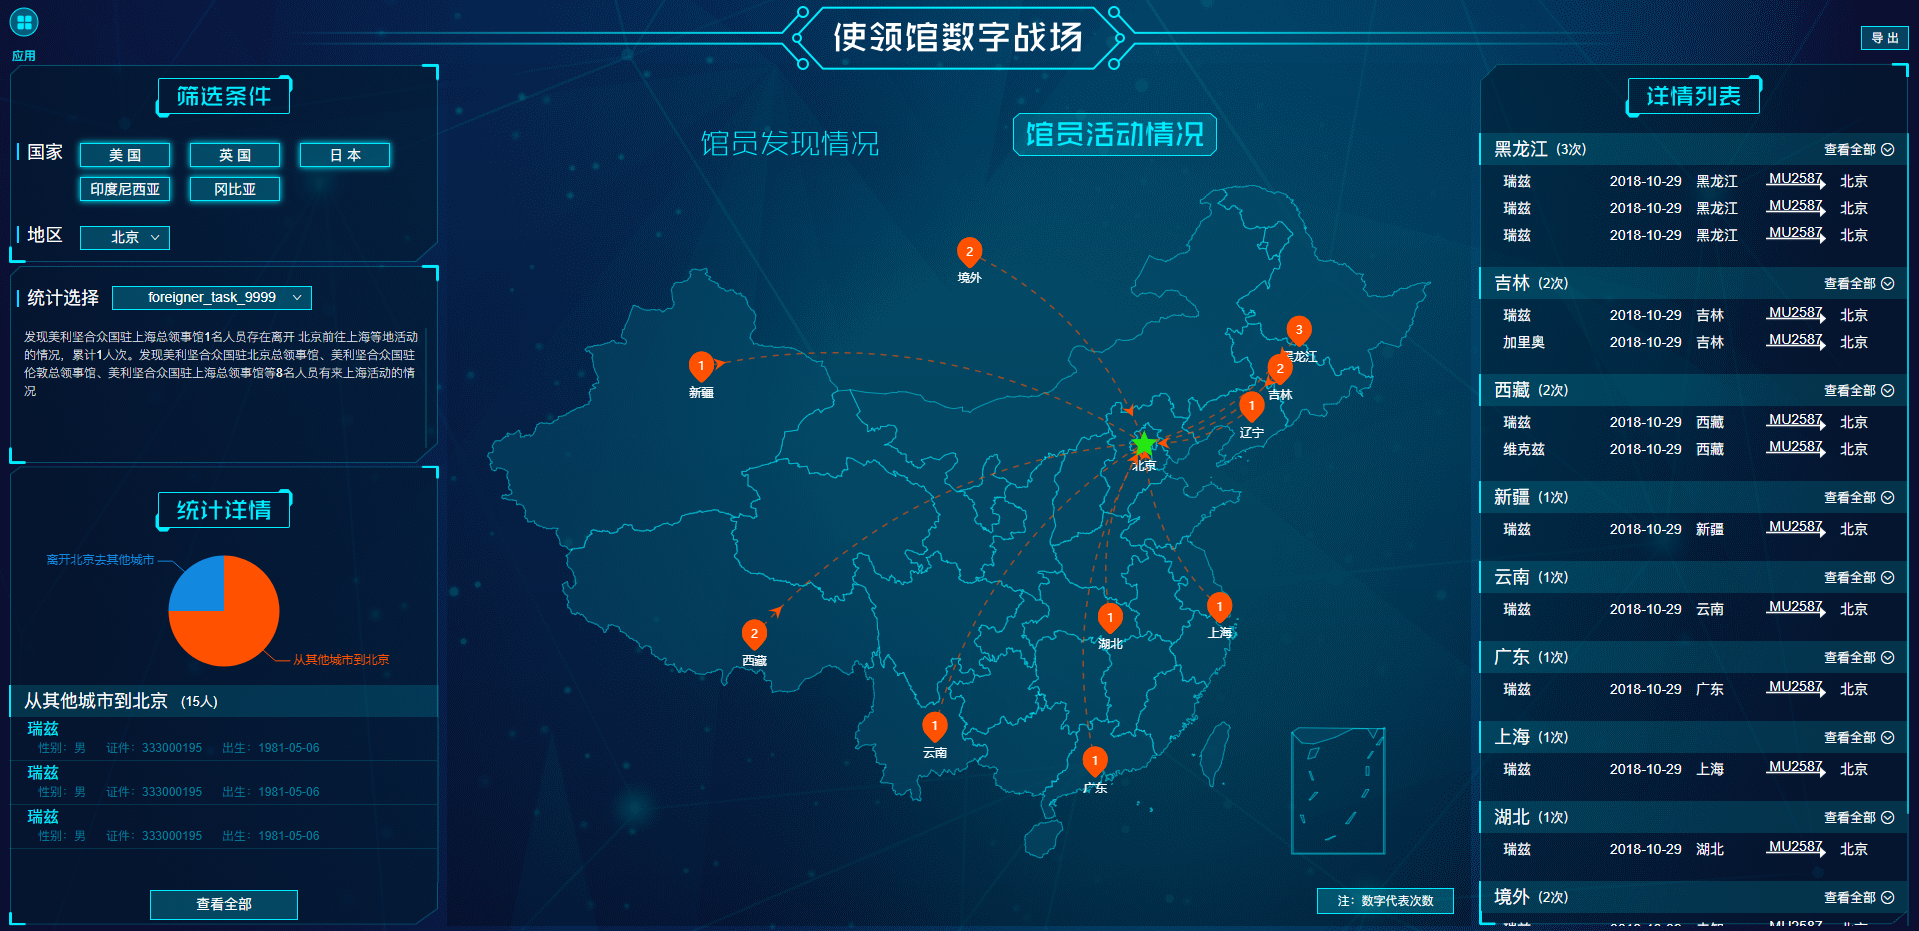 应用
使领馆数字战场
导 出
筛选条件
国家
美 国
英 国
日 本
印度尼西亚
冈比亚
地区
北京
统计选择
foreigner_task_9999
发现美利坚合众国驻上海总领事馆1名人员存在离开 北京前往上海等地活动
的情况，累计1人次。发现美利坚合众国驻北京总领事馆、美利坚合众国驻
伦敦总领事馆、美利坚合众国驻上海总领事馆等8名人员有来上海活动的情
况
统计详情
离开北京去其他城市
从其他城市到北京
从其他城市到北京 (15人)
瑞兹
性别：男 证件：333000195 出生：1981-05-06
瑞兹
性别：男 证件：333000195 出生：1981-05-06
瑞兹
性别：男 证件：333000195 出生：1981-05-06
查看全部
馆员发现情况
馆员活动情况
2
境外
3
黑龙江
1
新疆
2
吉林
1
辽宁
北京
2
西藏
1
湖北
1
上海
1
云南
1
广东
注：数字代表次数
详情列表
黑龙江 (3次) 查看全部
瑞兹 2018-10-29 黑龙江 MU2587 北京
瑞兹 2018-10-29 黑龙江 MU2587 北京
瑞兹 2018-10-29 黑龙江 MU2587 北京
吉林 (2次) 查看全部
瑞兹 2018-10-29 吉林 MU2587 北京
加里奥 2018-10-29 吉林 MU2587 北京
西藏 (2次) 查看全部
瑞兹 2018-10-29 西藏 MU2587 北京
维克兹 2018-10-29 西藏 MU2587 北京
新疆 (1次) 查看全部
瑞兹 2018-10-29 新疆 MU2587 北京
云南 (1次) 查看全部
瑞兹 2018-10-29 云南 MU2587 北京
广东 (1次) 查看全部
瑞兹 2018-10-29 广东 MU2587 北京
上海 (1次) 查看全部
瑞兹 2018-10-29 上海 MU2587 北京
湖北 (1次) 查看全部
瑞兹 2018-10-29 湖北 MU2587 北京
境外 (2次) 查看全部